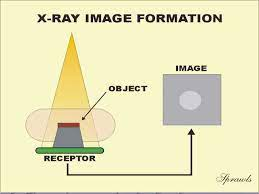 X-RAY IMAGE FORMATION
IMAGE
OBJECT
RECEPTOR
Sprawls